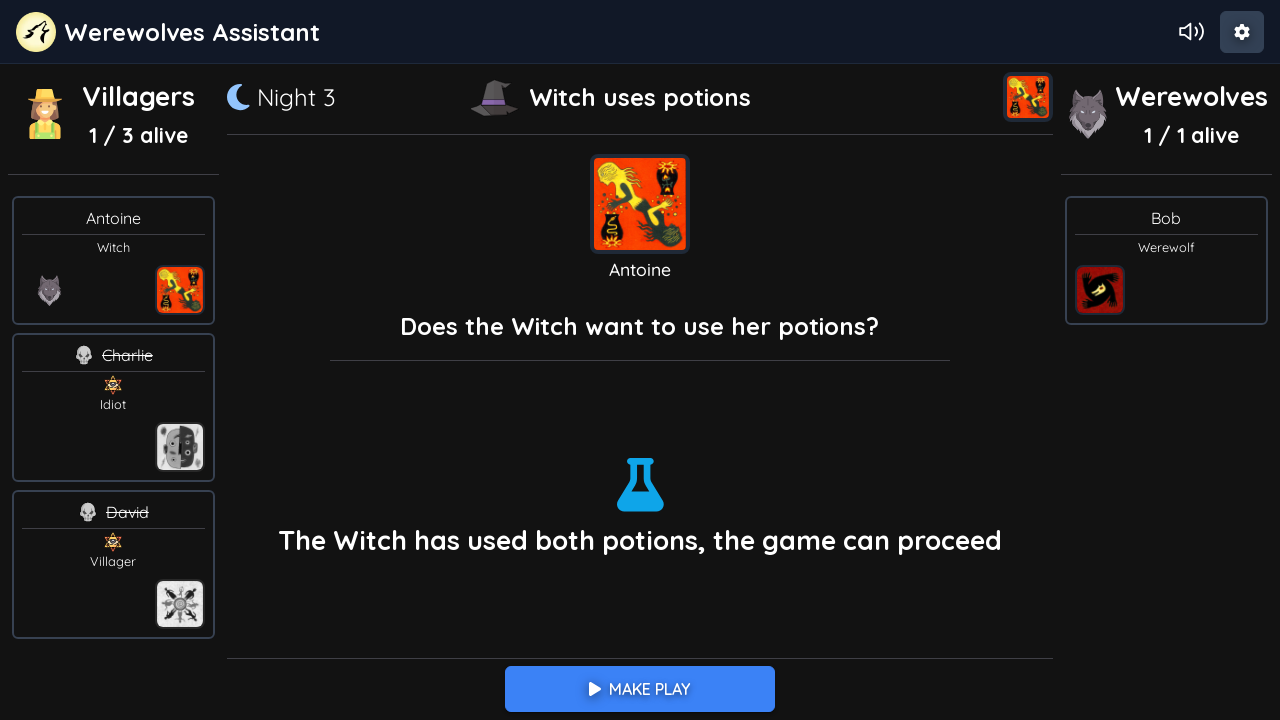 Werewolves Assistant
Villagers
1 / 3 alive
Night 3
Witch uses potions
Werewolves
1 / 1 alive
Antoine
Witch
Charlie
Idiot
David
Villager
Antoine
Does the Witch want to use her potions?
The Witch has used both potions, the game can proceed
MAKE PLAY
Bob
Werewolf